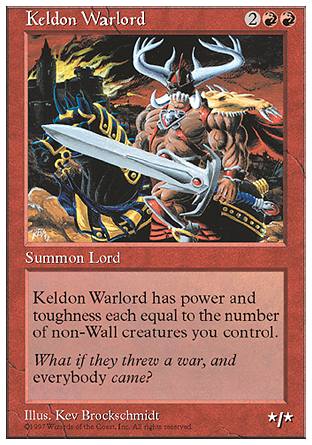 Keldon Warlord 2
Summon Lord
Keldon Warlord has power and
toughness each equal to the number
of non-Wall creatures you control.
What if they threw a war, and
everybody came?
Illus. Kev Brockschmidt
©1997 Wizards of the Coast, Inc. All rights reserved.
*/*